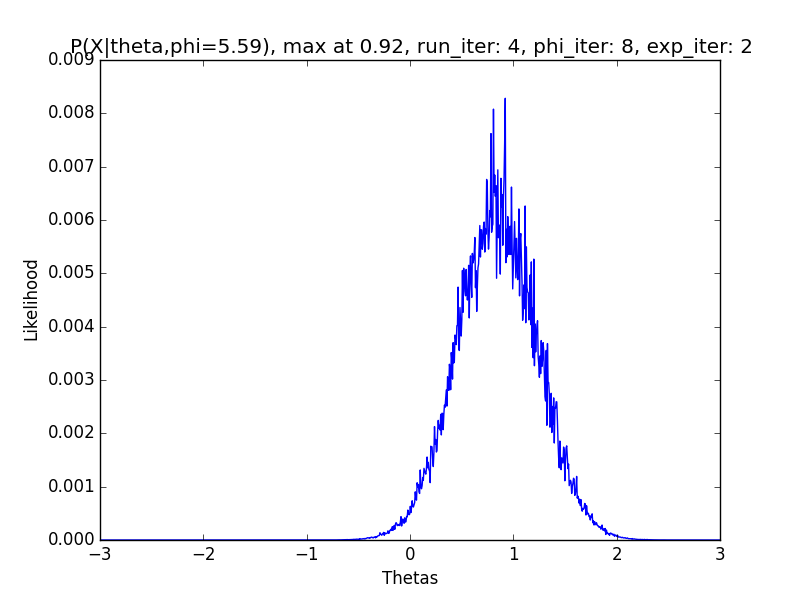 P(X|theta,phi=5.59), max at 0.92, run_iter: 4, phi_iter: 8, exp_iter: 2
0.009
0.008
0.007
0.006
0.005
0.004
0.003
0.002
0.001
0.000
Likelihood
−3 −2 −1 0 1 2 3
Thetas